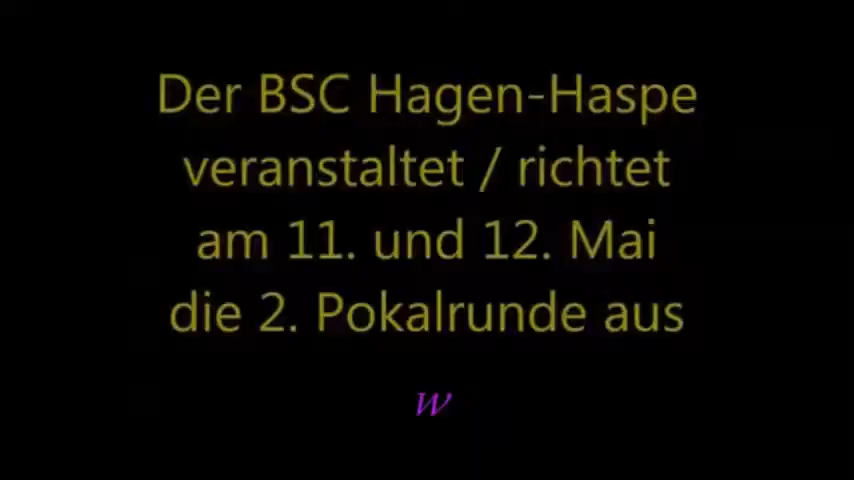 Der BSC Hagen-Haspe
veranstaltet / richtet
am 11. und 12. Mai
die 2. Pokalrunde aus
w